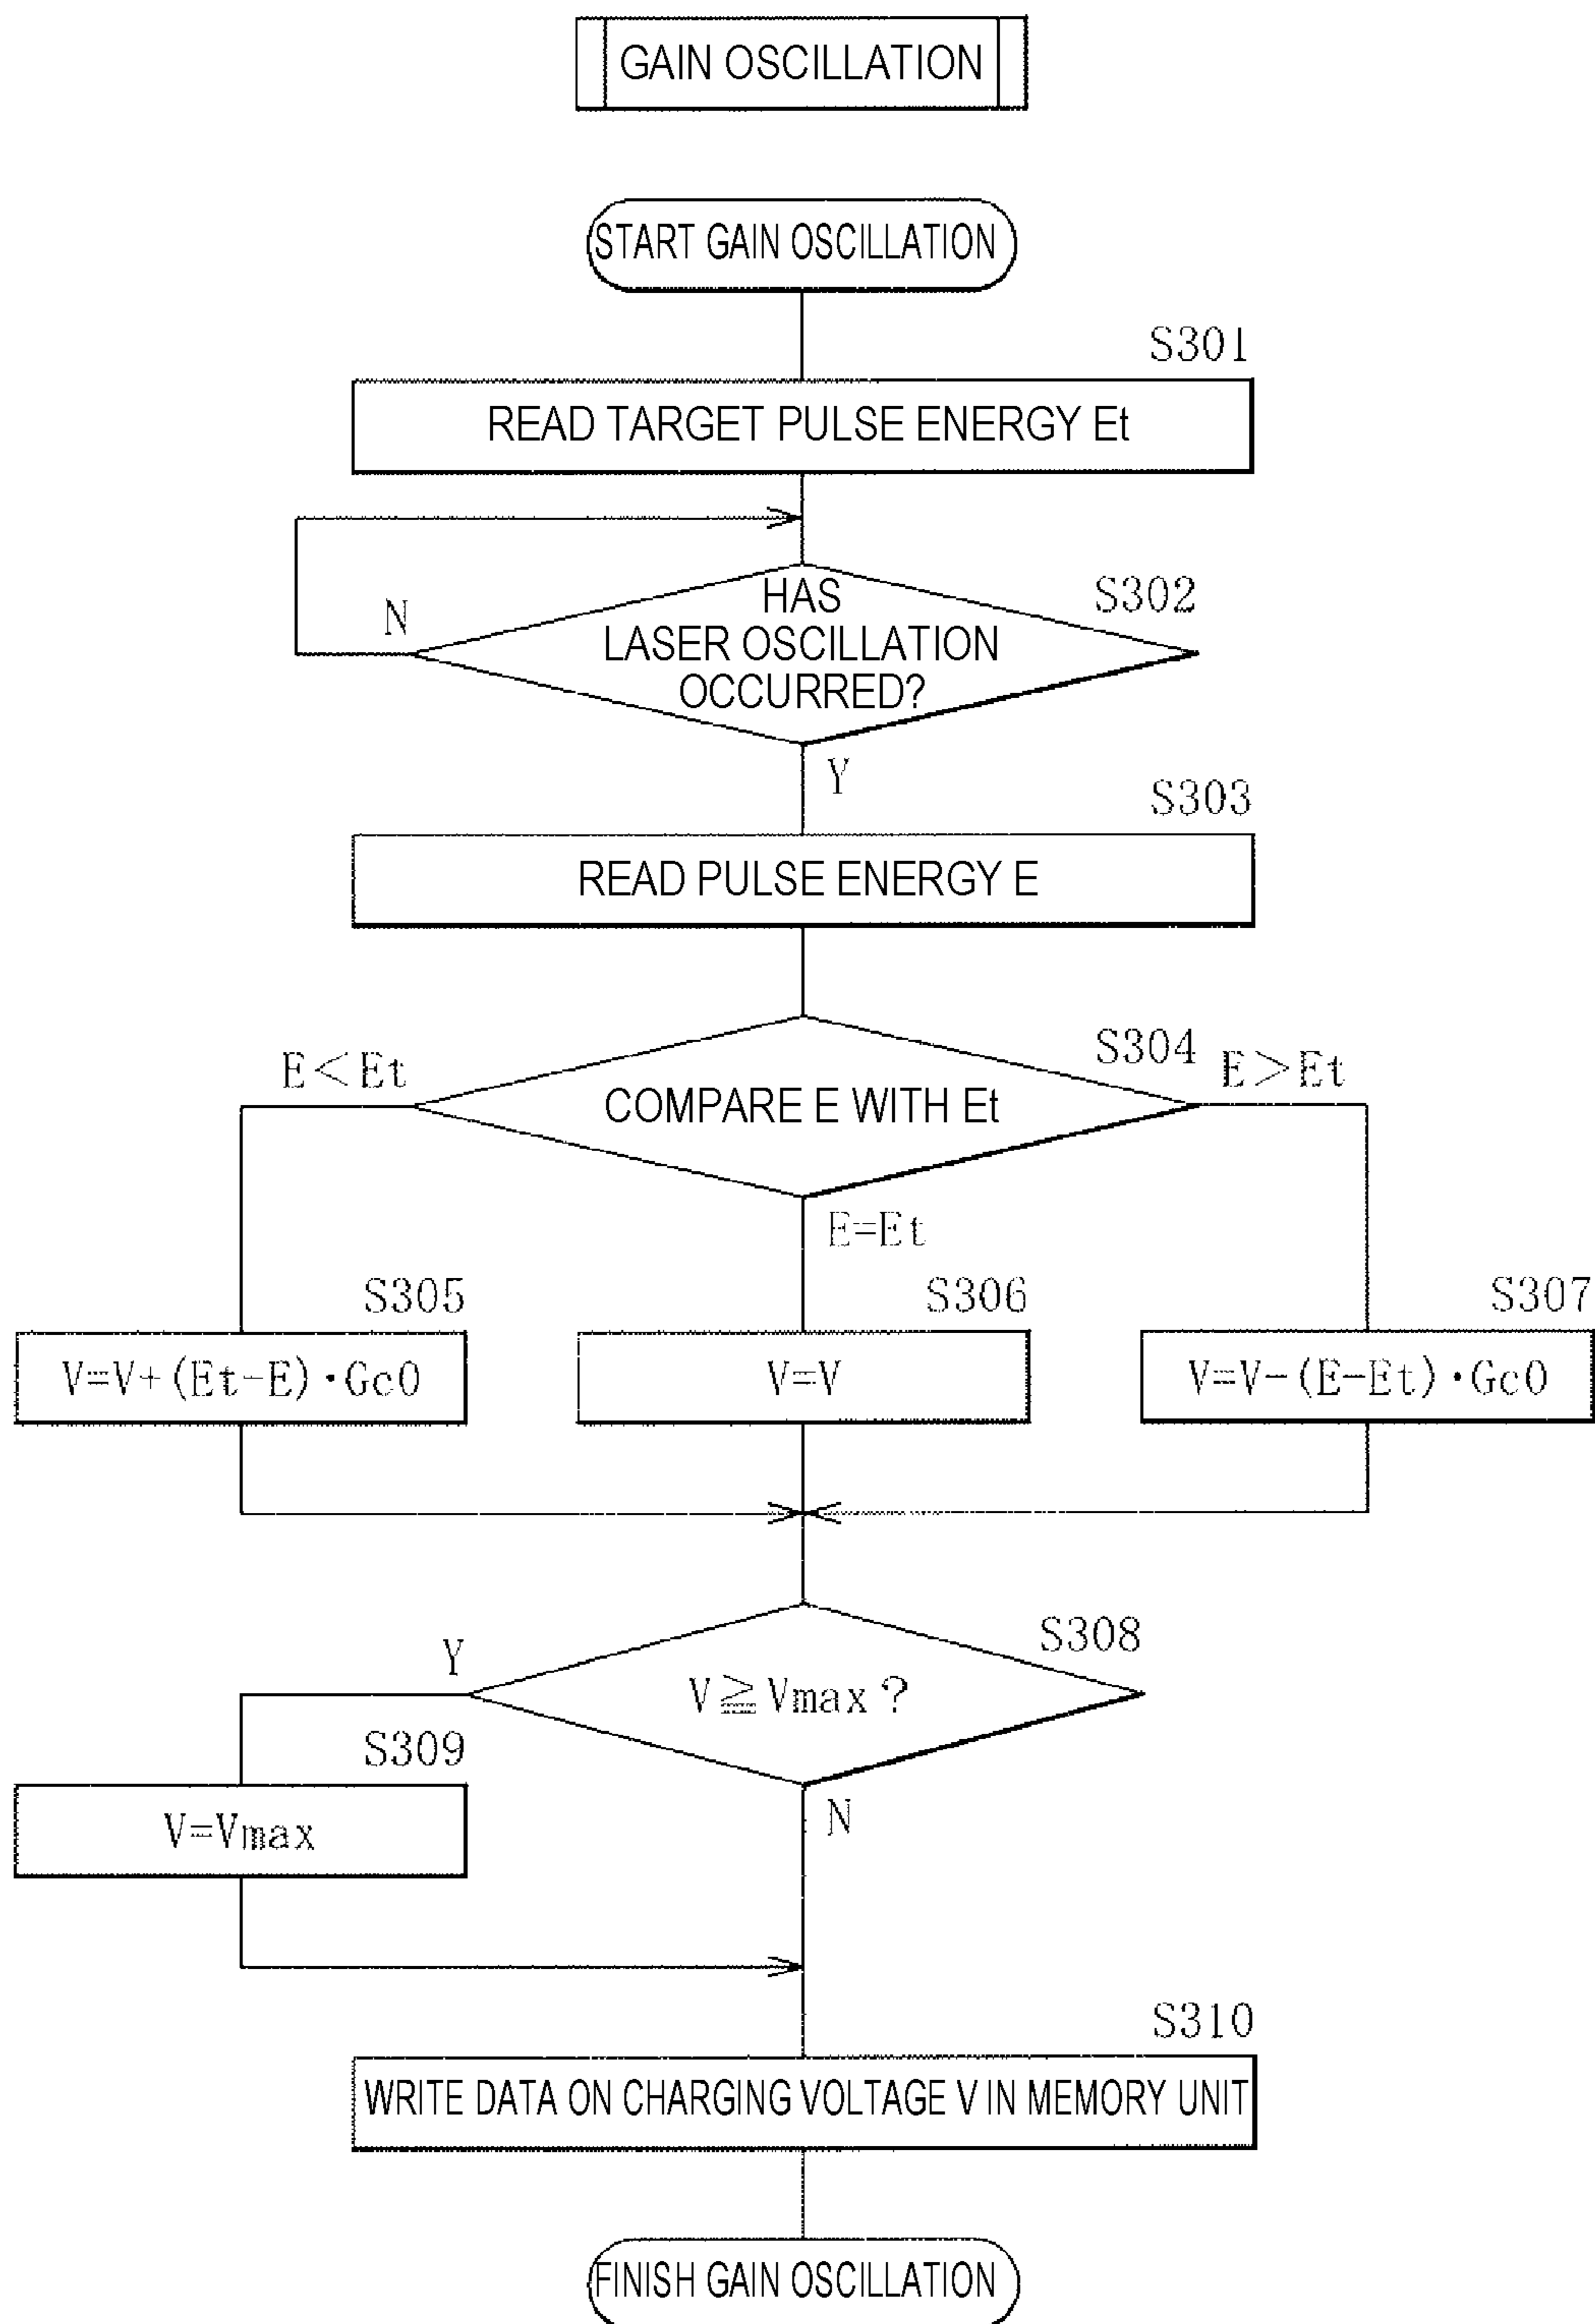 GAIN OSCILLATION
START GAIN OSCILLATION
S301
READ TARGET PULSE ENERGY Et
S302
HAS
LASER OSCILLATION
OCCURRED?
N
Y
S303
READ PULSE ENERGY E
S304
E<Et
COMPARE E WITH Et
E>Et
E=Et
S305
V=V+(Et-E)·Gc0
S306
V=V
S307
V=V-(E-Et)·Gc0
S308
Y
V≧Vmax?
N
S309
V=Vmax
S310
WRITE DATA ON CHARGING VOLTAGE V IN MEMORY UNIT
FINISH GAIN OSCILLATION